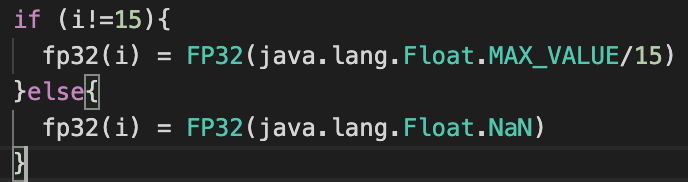 if (i!=15){
  fp32(i) = FP32(java.lang.Float.MAX_VALUE/15)
}else{
  fp32(i) = FP32(java.lang.Float.NaN)
}